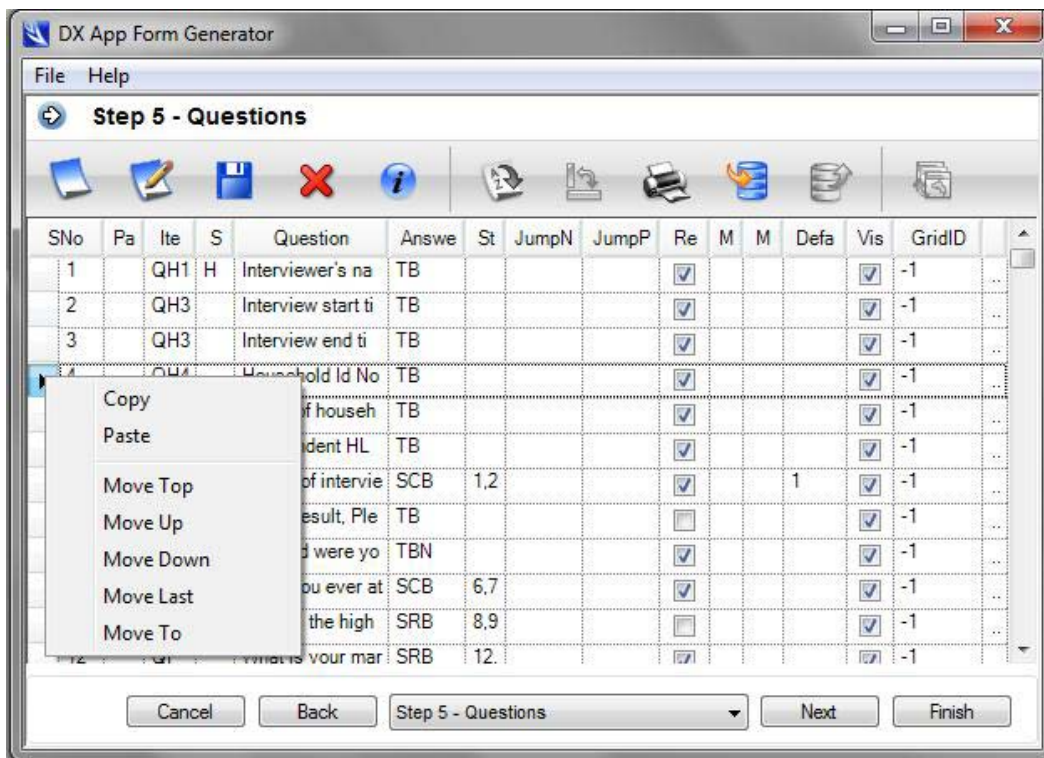 DX App Form Generator
File Help
Step 5 - Questions
SNo Pa Ite S Question Answe St JumpN JumpP Re M M Defa Vis GridID
1 QH1 H Interviewer's na TB -1 ..
2 QH3 Interview start ti TB -1 ..
3 QH3 Interview end ti TB -1 ..
4 QH4 Household Id No TB -1 ..
Copy
of househ TB -1 ..
Paste
ident HL TB -1 ..
of intervie SCB 1,2 1 -1 ..
Move Top
esult, Ple TB -1 ..
Move Up
d were yo TBN -1 ..
Move Down
ou ever at SCB 6,7 -1 ..
Move Last
the high SRB 8,9 -1 ..
Move To
12 What is your mar SRB 12. -1
Cancel Back Step 5 - Questions Next Finish